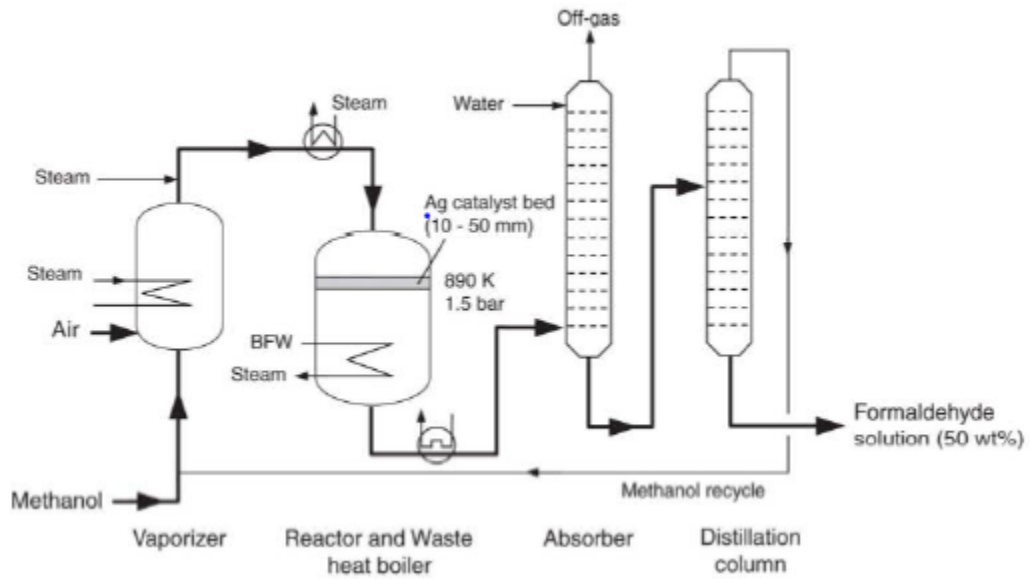 Off-gas
Steam
Water
Steam
Ag catalyst bed
(10 - 50 mm)
Steam
890 K
1.5 bar
Air
BFW
Steam
Formaldehyde
solution (50 wt%)
Methanol
Methanol recycle
Vaporizer
Reactor and Waste
heat boiler
Absorber
Distillation
column